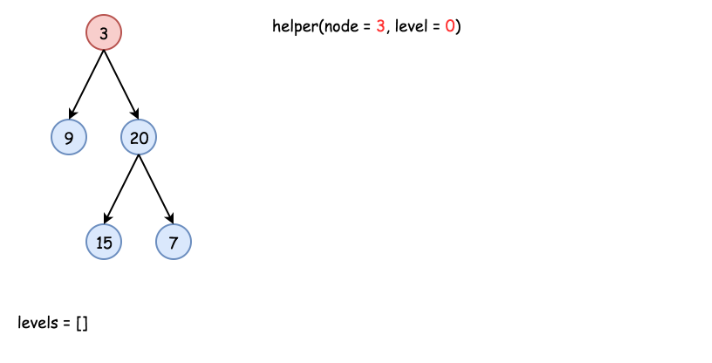 3
helper(node = 3, level = 0)
9
20
15
7
levels = []